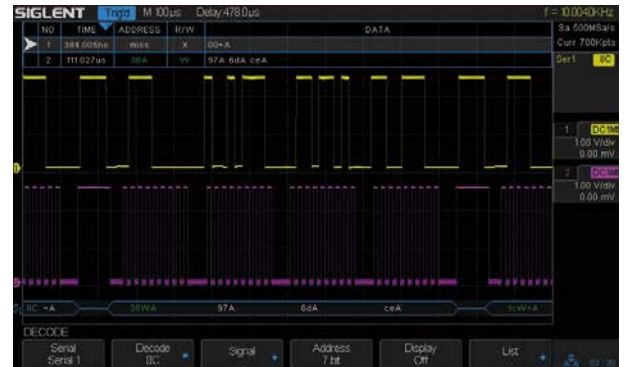 SIGLENT Trig'd M 100µs Delay:478.0µs f = 10.0040KHz
NO TIME ADDRESS R/W DATA Sa 500MSa/s
1 384.005ns miss X 00~A Curr 700Kpts
2 111.027us 38A W 97A 6dA ceA Ser1 IIC
1 DC1M
1.00 V/div
0.00 mV
2 DC1M
1.00 V/div
0.00 mV
IIC ~A 38WA 97A 6dA ceA
DECODE
Serial Decode Signal Address Display List
Serial 1 IIC 7 bit Off